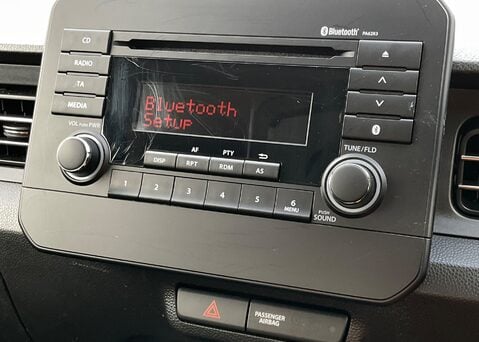 Bluetooth® PA6293
CD
RADIO
TA
MEDIA
VOL PUSH PWR
Bluetooth
Setup
AF PTY
DISP RPT RDM AS
1 2 3 4 5 6
MENU
TUNE/FLD
PUSH
SOUND
PASSENGER
AIRBAG